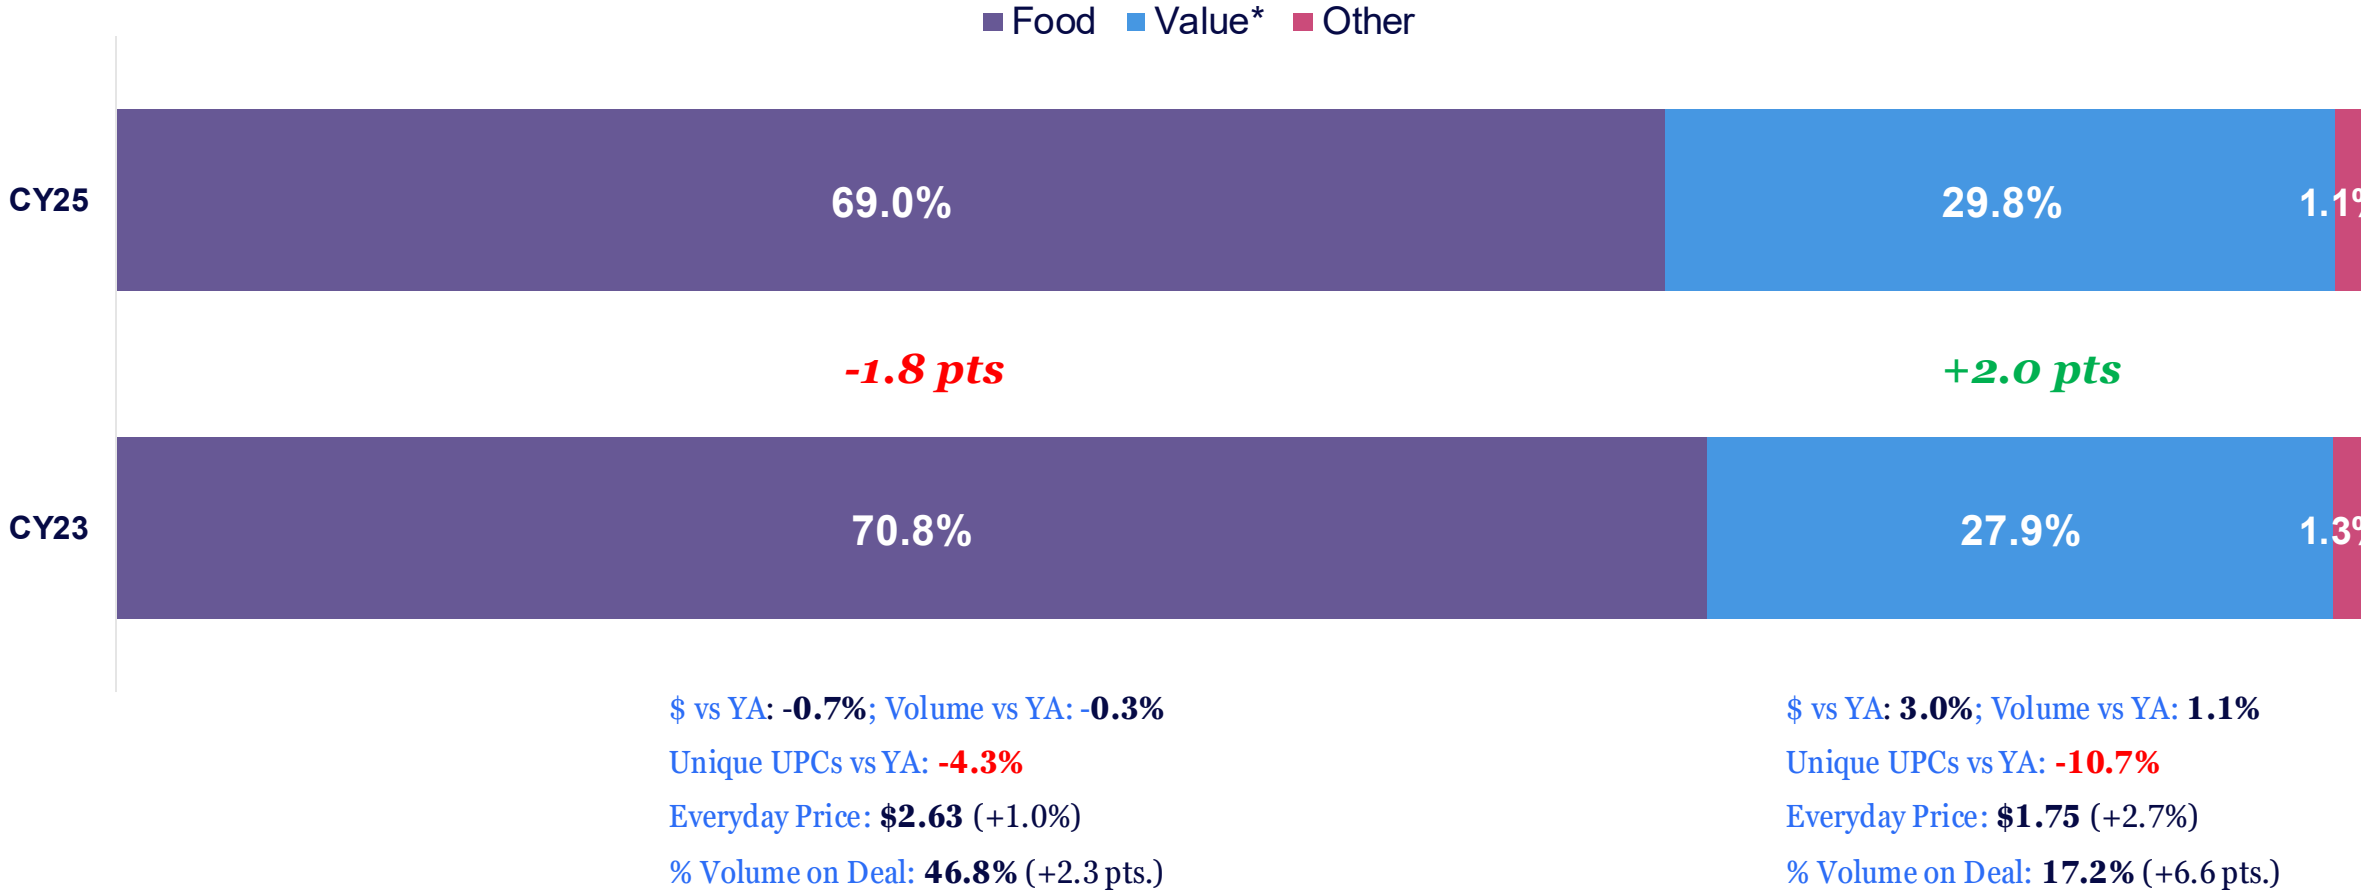 Food Value* Other
CY25 69.0% 29.8% 1.1%
-1.8 pts +2.0 pts
CY23 70.8% 27.9% 1.3%
$ vs YA: -0.7%; Volume vs YA: -0.3%
Unique UPCs vs YA: -4.3%
Everyday Price: $2.63 (+1.0%)
% Volume on Deal: 46.8% (+2.3 pts.)
$ vs YA: 3.0%; Volume vs YA: 1.1%
Unique UPCs vs YA: -10.7%
Everyday Price: $1.75 (+2.7%)
% Volume on Deal: 17.2% (+6.6 pts.)